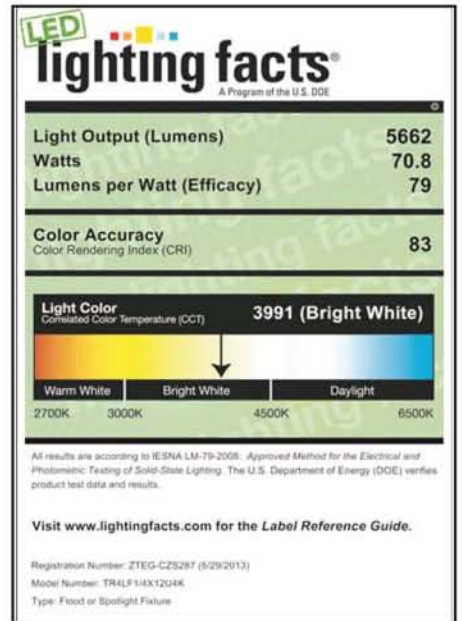 LED
lighting facts®
A Program of the U.S. DOE
Light Output (Lumens) 5662
Watts 70.8
Lumens per Watt (Efficacy) 79
Color Accuracy 83
Color Rendering Index (CRI)
Light Color 3991 (Bright White)
Correlated Color Temperature (CCT)
Warm White Bright White Daylight
2700K 3000K 4500K 6500K
All results are according to IESNA LM-79-2008: Approved Method for the Electrical and
Photometric Testing of Solid-State Lighting. The U.S. Department of Energy (DOE) verifies
product test data and results.
Visit www.lightingfacts.com for the Label Reference Guide.
Registration Number: ZTEG-CZS287 (5/29/2013)
Model Number: TR4LF1/4X12U4K
Type: Flood or Spotlight Fixture